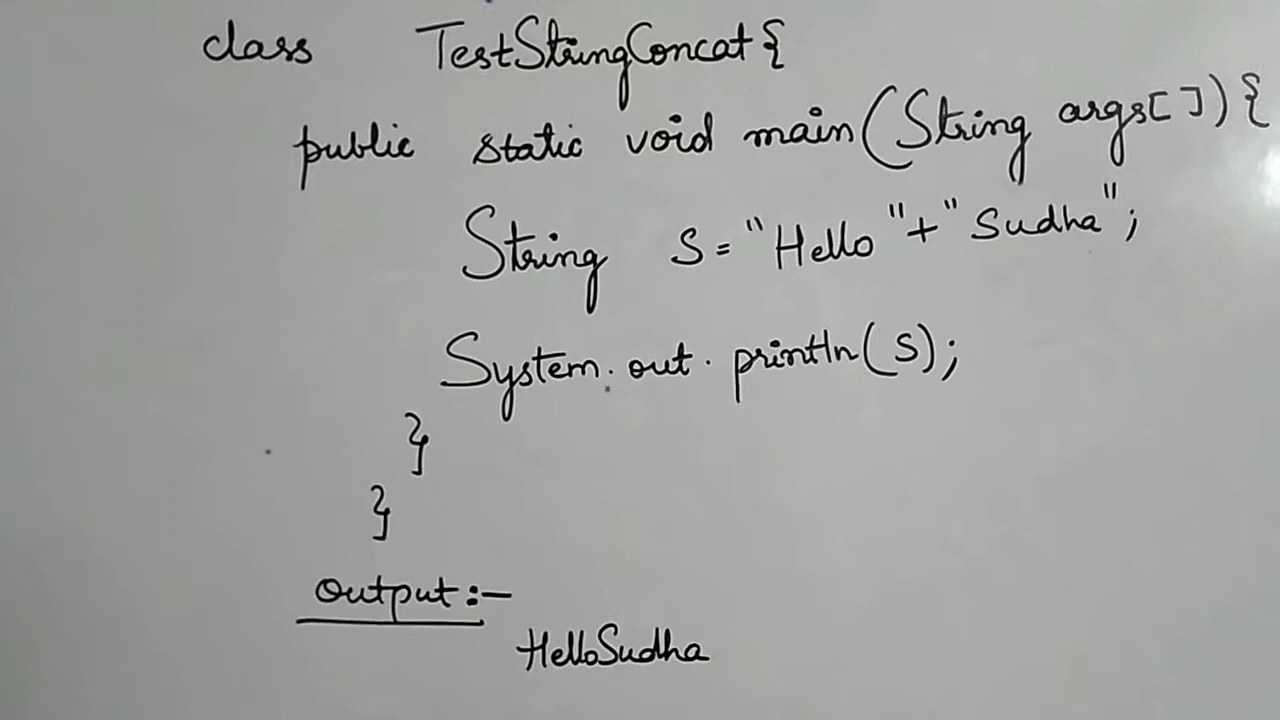 class TestStringConcat{
public static void main(String args[]){
String s="Hello"+"Sudha";
System.out.println(s);
}
}
Output:-
HelloSudha